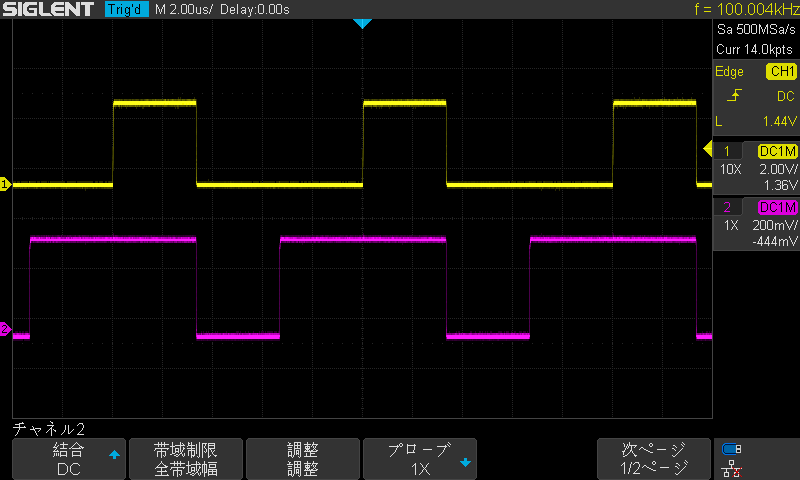 SIGLENT Trig'd M 2.00us/ Delay:0.00s f = 100.004kHz
Sa 500MSa/s
Curr 14.0kpts
Edge CH1
DC
L 1.44V
1 DC1M
10X 2.00V/
1.36V
2 DC1M
1X 200mV/
-444mV
1
2
チャネル2
結合 帯域制限 調整 プローブ 次ページ
DC 全帯域幅 調整 1X 1/2ページ